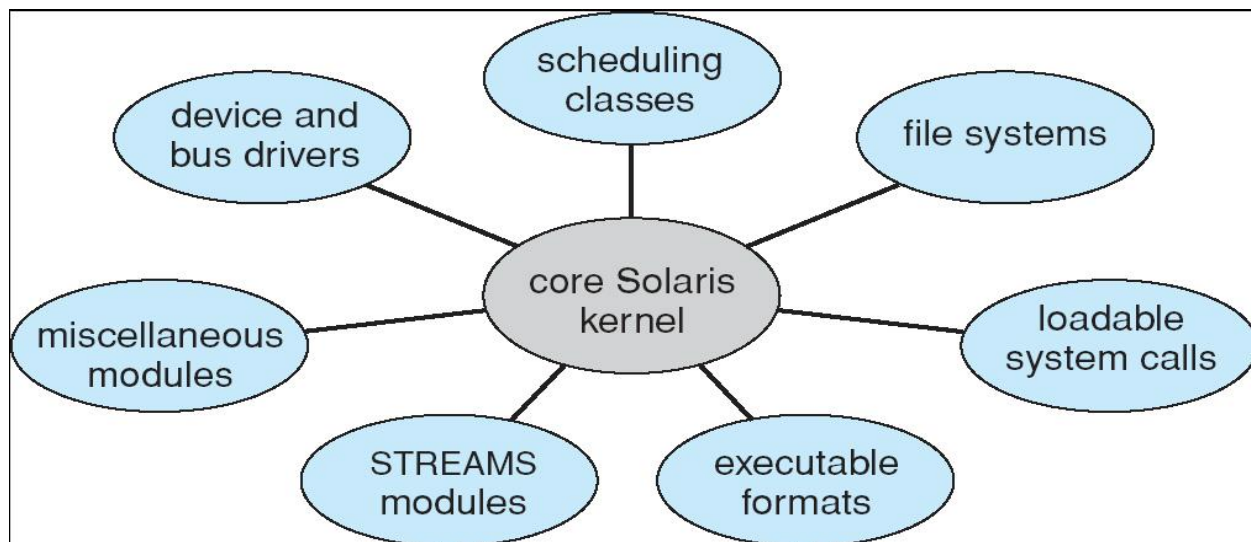 scheduling
classes
device and
bus drivers
file systems
core Solaris
kernel
miscellaneous
modules
loadable
system calls
STREAMS
modules
executable
formats